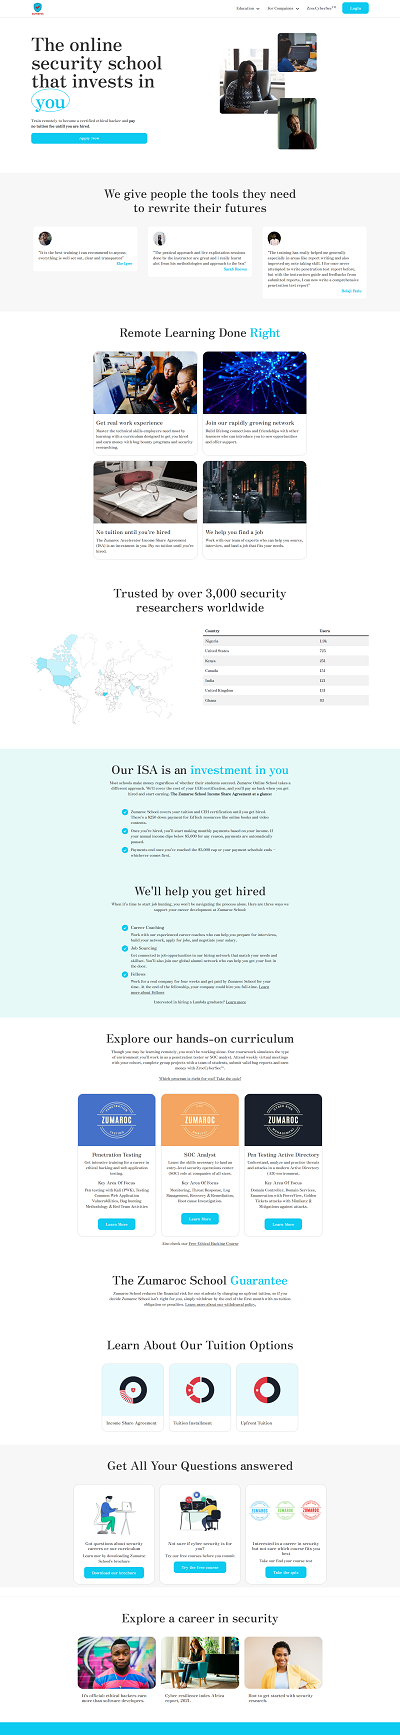 ZUMAROC
Education
For Companies
ZeroCyberSec™
Login
The online
security school
that invests in
you
Train remotely to become a certified ethical hacker and pay
no tuition fee until you are hired.
Apply Now
We give people the tools they need
to rewrite their futures
"It is the best training i can recommend to anyone.
everything is well set out, clear and transparent"
"The pratical approach and live exploitation sessions
done by the instructor are great and i really learnt
alot from his methodologies and approach to the box"
"The training really helped me generally
especially in areas like report writing and also
improved my note taking skill. I for once never
attempted to write penetration test report before,
but with the instructors guide and feedbacks from
submitted reports, i can now write a comprehensive
penetration test report"
Remote Learning Done Right
Get real work experience
Master the technical skills employers need most by
learning with a curriculum designed to get you hired
and earn money with bug bounty programs and security
researching.
Join our rapidly growing network
Build lifelong connections and friendships with other
learners who can introduce you to new opportunities
and offer support.
No tuition until you're hired
The Zumaroc Accelerator Income Share Agreement
(ISA) is an investment in you. Pay no tuition until you're
hired.
We help you find a job
Work with our team of experts who can help you source,
interview, and land a job that fits your needs.
Trusted by over 3,000 security
researchers worldwide
Country Users
Nigeria
United States
Kenya
Canada
India
United Kingdom
Ghana
Our ISA is an investment in you
Most schools make money regardless of whether their students succeed. Zumaroc Online School takes a
different approach. We'll cover the cost of your CEH certification, and you'll pay us back when you get
hired and start earning. The Zumaroc School Income Share Agreement at a glance:
Zumaroc School covers your tuition and CEH certification until you get hired.
There's a $250 down payment for EdTech resources the online books and video
contents.
Once you're hired, you'll start making monthly payments based on your income. If
your annual income dips below $5,000 for any reason, payments are automatically
paused.
Payments end once you've reached the $5,000 cap or your payment schedule ends –
whichever comes first.
We'll help you get hired
When it's time to start job hunting, you won't be navigating the process alone. Here are three ways we
support your career development at Zumaroc School:
Career Coaching
Work with our experienced career coaches who can help you prepare for interviews,
build your network, apply for jobs, and negotiate your salary.
Job Sourcing
Get connected to job opportunities in our hiring network that match your needs and
skillset. You'll also join our global alumni network who can help you get your foot in
the door.
Fellows
Work for a real company for four weeks and get paid by Zumaroc School for your
time. At the end of the fellowship, your company could hire you full-time. Learn
more about fellows
Interested in hiring a Lambda graduate? Learn more
Explore our hands-on curriculum
Though you may be learning remotely, you won't be working alone. Our coursework simulates the type
of environment you'll work in as a penetration tester or SOC analyst. Attend weekly virtual meetings
with your cohort, complete group projects with a team of students, submit valid bug reports and earn
money with ZeroCyberSec™.
Which program is right for you? Take the quiz!
ZUMAROC
ZUMAROC
ZUMAROC
Penetration Testing
Get intensive training for a career in
ethical hacking and web application
testing.
Key Area Of Focus
Pen testing with Kali (PWK), Testing
Common Web Application
Vulnerabilities, Bug Hunting
Methodology & Red Team Activities
Learn More
SOC Analyst
Learn the skills necessary to land an
entry-level security operations center
(SOC) role at companies of all sizes.
Key Area Of Focus
Monitoring, Threat Response, Log
Management, Recovery & Remediation,
Root cause Investigation
Learn More
Pen Testing Active Directory
Understand, analyze and practice threats
and attacks in a modern Active Directory
(AD) environment.
Key Area Of Focus
Domain Controller, Domain Services,
Enumeration with PowerView, Golden
Tickets attacks with Mimikatz &
Mitigations against attacks.
Learn More
Also check our Free Ethical Hacking Course
The Zumaroc School Guarantee
Zumaroc School reduces the financial risk for our students by charging no upfront tuition, so if you
decide Zumaroc School isn't right for you, simply withdraw by the end of the first month with no tuition
obligation or penalties. Learn more about our withdrawal policy.
Learn About Our Tuition Options
Income Share Agreement
Tuition Installment
Upfront Tuition
Get All Your Questions answered
Got questions about security
careers or our curriculum
Learn more by downloading Zumaroc
School's brochure
Download our brochure
Not sure if cyber security is for
you?
Try our free courses before you commit
Try the free course
ZUMAROC ZUMAROC ZUMAROC
Interested in a career in security
but not sure which course fits you
best
Take our find your course test
Take the quiz
Explore a career in security
It's official: ethical hackers earn
more than software developers.
Cyber resilience index Africa
report, 2021.
How to get started with security
research.